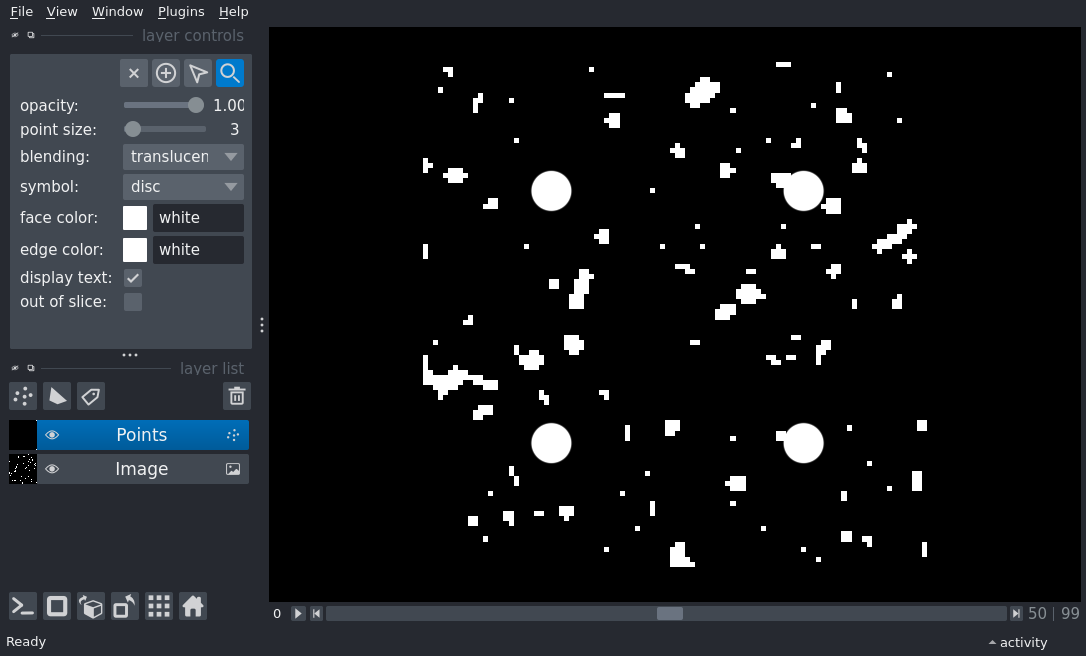 File View Window Plugins Help
layer controls
opacity: 1.00
point size: 3
blending: translucen
symbol: disc
face color: white
edge color: white
display text:
out of slice:
layer list
Points
Image
0 50 | 99
Ready activity